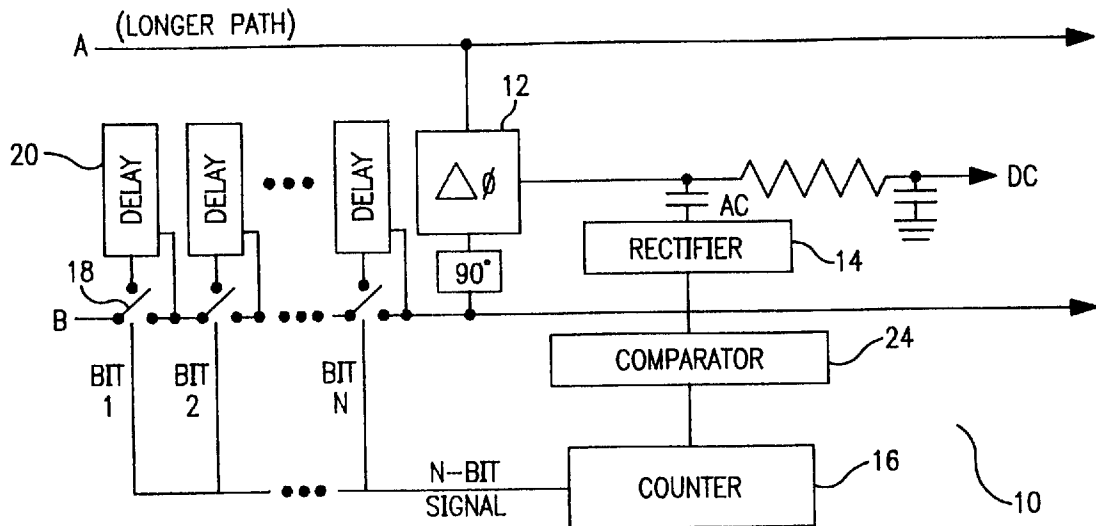 A (LONGER PATH)
12
20
DELAY
DELAY
DELAY
△ø
DC
AC
RECTIFIER
14
90°
18
B
24
COMPARATOR
BIT 1
BIT 2
BIT N
N-BIT SIGNAL
COUNTER
16
10